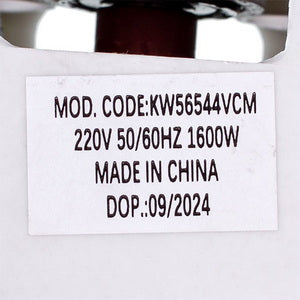 MOD. CODE:KW56544VCM
220V 50/60HZ 1600W
MADE IN CHINA
DOP.:09/2024